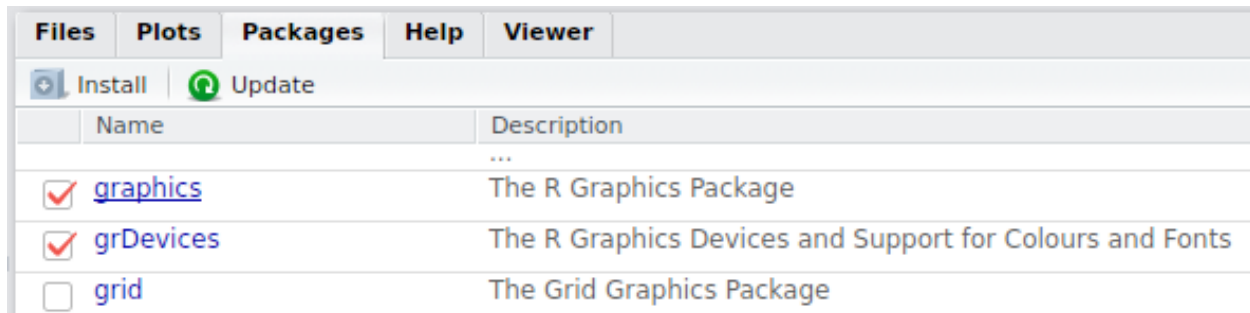 Files Plots Packages Help Viewer
Install Update
Name Description
...
graphics The R Graphics Package
grDevices The R Graphics Devices and Support for Colours and Fonts
grid The Grid Graphics Package